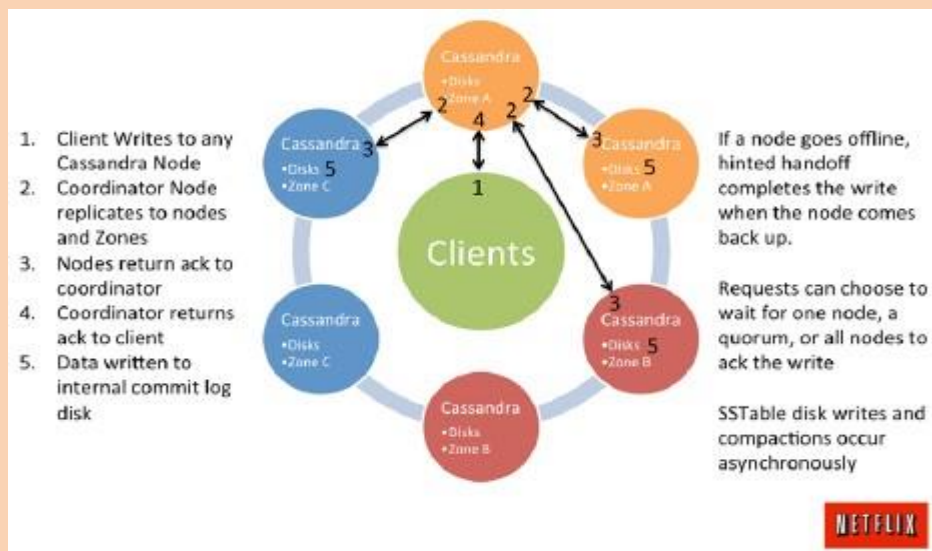 1. Client Writes to any
Cassandra Node
2. Coordinator Node
replicates to nodes
and Zones
3. Nodes return ack to
coordinator
4. Coordinator returns
ack to client
5. Data written to
internal commit log
disk
Cassandra
•Disks
•Zone A
2
4
2
2
Cassandra
•Disks 5
•Zone C
3
3
Cassandra
•Disks 5
•Zone A
1
Clients
Cassandra
•Disks
•Zone C
3
Cassandra
•Disks 5
•Zone B
Cassandra
•Disks
•Zone B
If a node goes offline,
hinted handoff
completes the write
when the node comes
back up.
Requests can choose to
wait for one node, a
quorum, or all nodes to
ack the write
SSTable disk writes and
compactions occur
asynchronously
NETFLIX